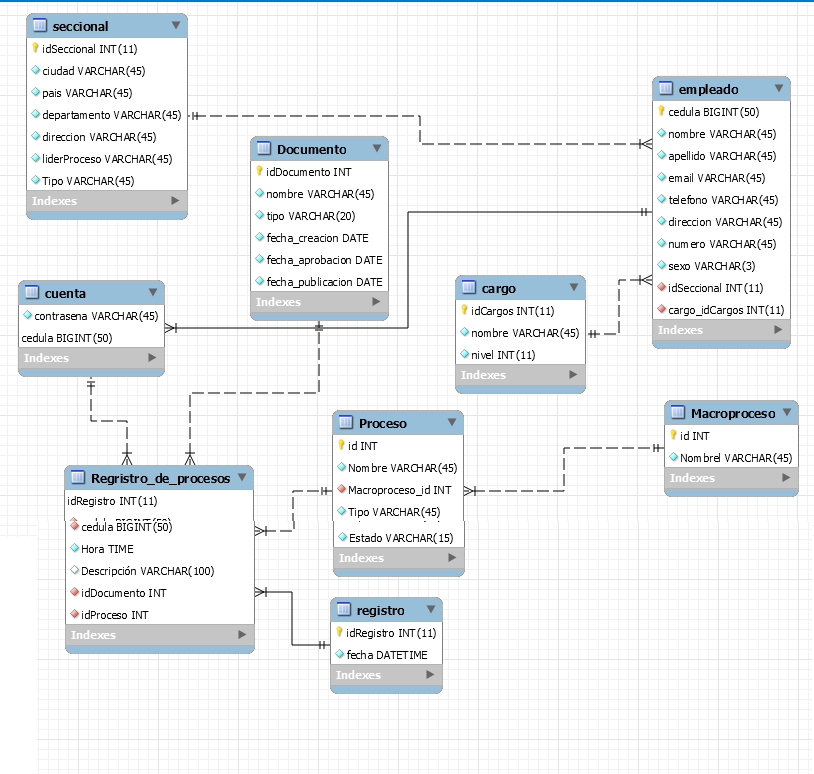 seccional
idSeccional INT(11)
ciudad VARCHAR(45)
pais VARCHAR(45)
departamento VARCHAR(45)
direccion VARCHAR(45)
liderProceso VARCHAR(45)
Tipo VARCHAR(45)
Indexes
Documento
idDocumento INT
nombre VARCHAR(45)
tipo VARCHAR(20)
fecha_creacion DATE
fecha_aprobacion DATE
fecha_publicacion DATE
Indexes
empleado
cedula BIGINT(50)
nombre VARCHAR(45)
apellido VARCHAR(45)
email VARCHAR(45)
telefono VARCHAR(45)
direccion VARCHAR(45)
numero VARCHAR(45)
sexo VARCHAR(3)
idSeccional INT(11)
cargo_idCargos INT(11)
Indexes
cuenta
contrasena VARCHAR(45)
cedula BIGINT(50)
Indexes
cargo
idCargos INT(11)
nombre VARCHAR(45)
nivel INT(11)
Indexes
Proceso
id INT
Nombre VARCHAR(45)
Macroproceso_id INT
Tipo VARCHAR(45)
Estado VARCHAR(15)
Indexes
Macroproceso
id INT
Nombrel VARCHAR(45)
Indexes
Regristro_de_procesos
idRegistro INT(11)
cedula BIGINT(50)
Hora TIME
Descripción VARCHAR(100)
idDocumento INT
idProceso INT
Indexes
registro
idRegistro INT(11)
fecha DATETIME
Indexes